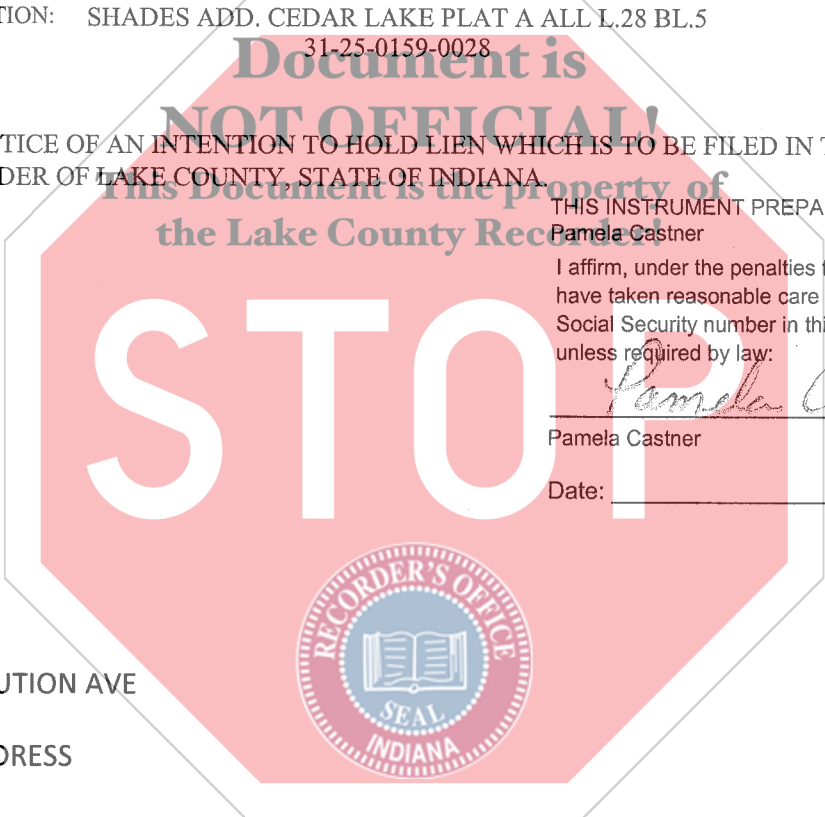 TION: SHADES ADD. CEDAR LAKE PLAT A ALL L.28 BL.5
31-25-0159-0028
Document is
NOT OFFICIAL!
TICE OF AN INTENTION TO HOLD LIEN WHICH IS TO BE FILED IN T
DER OF LAKE COUNTY, STATE OF INDIANA.
This Document is the property of
the Lake County Recorder!
THIS INSTRUMENT PREPA
Pamela Castner
I affirm, under the penalties f
have taken reasonable care
Social Security number in thi
unless required by law:
Pamela C
Pamela Castner
Date:
STOP
RECORDER'S OFFICE
SEAL
INDIANA
UTION AVE
DRESS